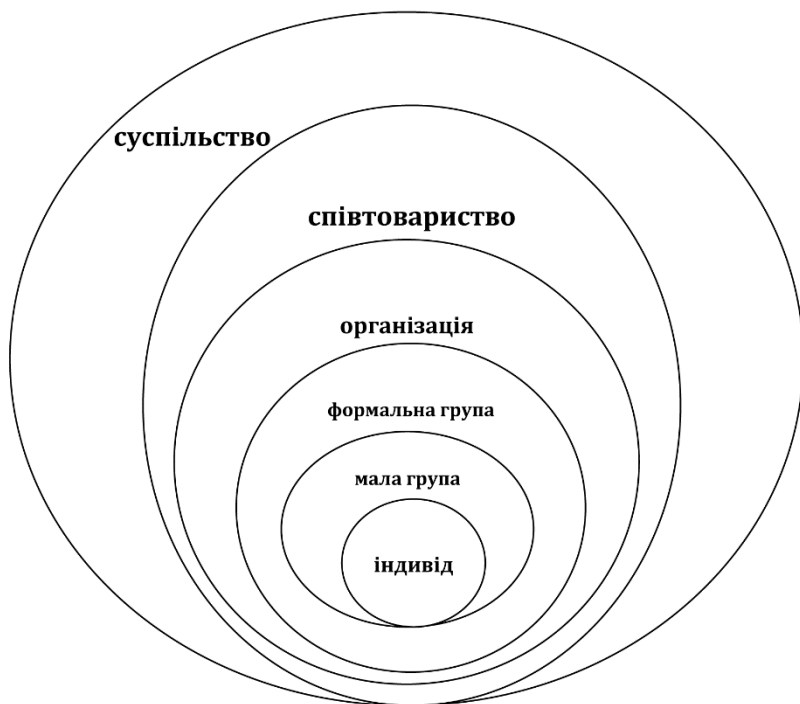 суспільство
співтовариство
організація
формальна група
мала група
індивід